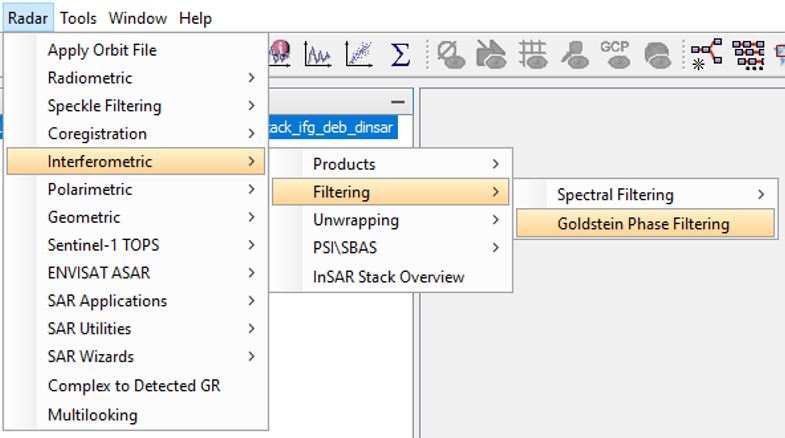 Radar Tools Window Help
GCP
Apply Orbit File
Radiometric
Speckle Filtering
Coregistration
tack_ifg_deb_dinsar
Interferometric
Products
Polarimetric
Filtering
Spectral Filtering
Geometric
Unwrapping
Goldstein Phase Filtering
Sentinel-1 TOPS
PSI\SBAS
ENVISAT ASAR
InSAR Stack Overview
SAR Applications
SAR Utilities
SAR Wizards
Complex to Detected GR
Multilooking